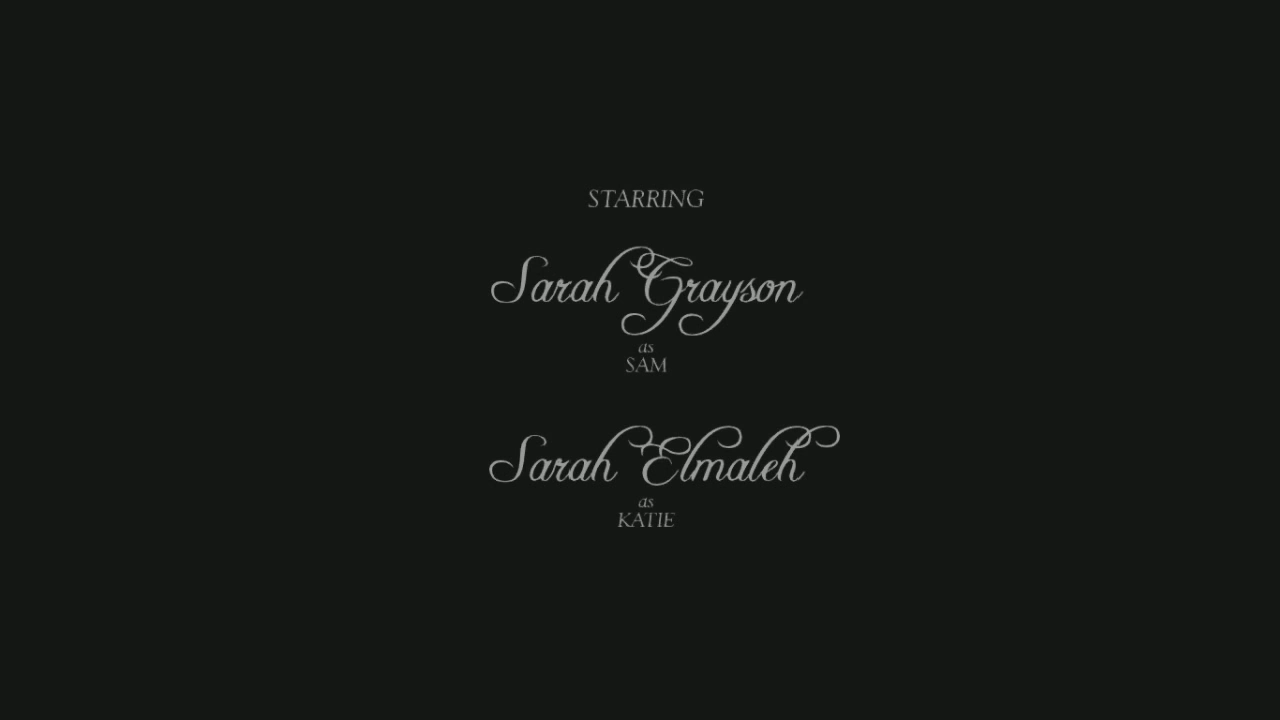 STARRING
Sarah Grayson
as
SAM
Sarah Elmaleh
as
KATIE